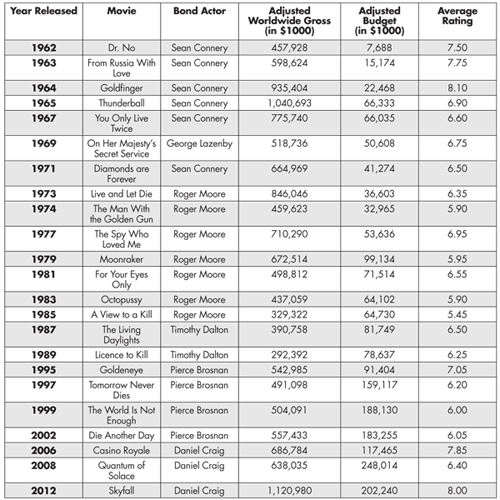 Year Released Movie Bond Actor Adjusted Worldwide Gross (in $1000) Adjusted Budget (in $1000) Average Rating
1962 Dr. No Sean Connery 457,928 7,688 7.50
1963 From Russia With Love Sean Connery 598,624 15,174 7.75
1964 Goldfinger Sean Connery 935,404 22,468 8.10
1965 Thunderball Sean Connery 1,040,693 66,333 6.90
1967 You Only Live Twice Sean Connery 775,740 66,035 6.60
1969 On Her Majesty's Secret Service George Lazenby 518,736 50,608 6.75
1971 Diamonds are Forever Sean Connery 664,969 41,274 6.50
1973 Live and Let Die Roger Moore 846,046 36,603 6.35
1974 The Man With the Golden Gun Roger Moore 459,623 32,965 5.90
1977 The Spy Who Loved Me Roger Moore 710,290 53,636 6.95
1979 Moonraker Roger Moore 672,514 99,134 5.95
1981 For Your Eyes Only Roger Moore 498,812 71,514 6.55
1983 Octopussy Roger Moore 437,059 64,102 5.90
1985 A View to a Kill Roger Moore 329,322 64,730 5.45
1987 The Living Daylights Timothy Dalton 390,758 81,749 6.50
1989 Licence to Kill Timothy Dalton 292,392 78,637 6.25
1995 Goldeneye Pierce Brosnan 542,985 91,404 7.05
1997 Tomorrow Never Dies Pierce Brosnan 491,098 159,117 6.20
1999 The World Is Not Enough Pierce Brosnan 504,091 188,130 6.00
2002 Die Another Day Pierce Brosnan 557,433 183,255 6.05
2006 Casino Royale Daniel Craig 686,784 117,465 7.85
2008 Quantum of Solace Daniel Craig 638,035 248,014 6.40
2012 Skyfall Daniel Craig 1,120,980 202,240 8.00